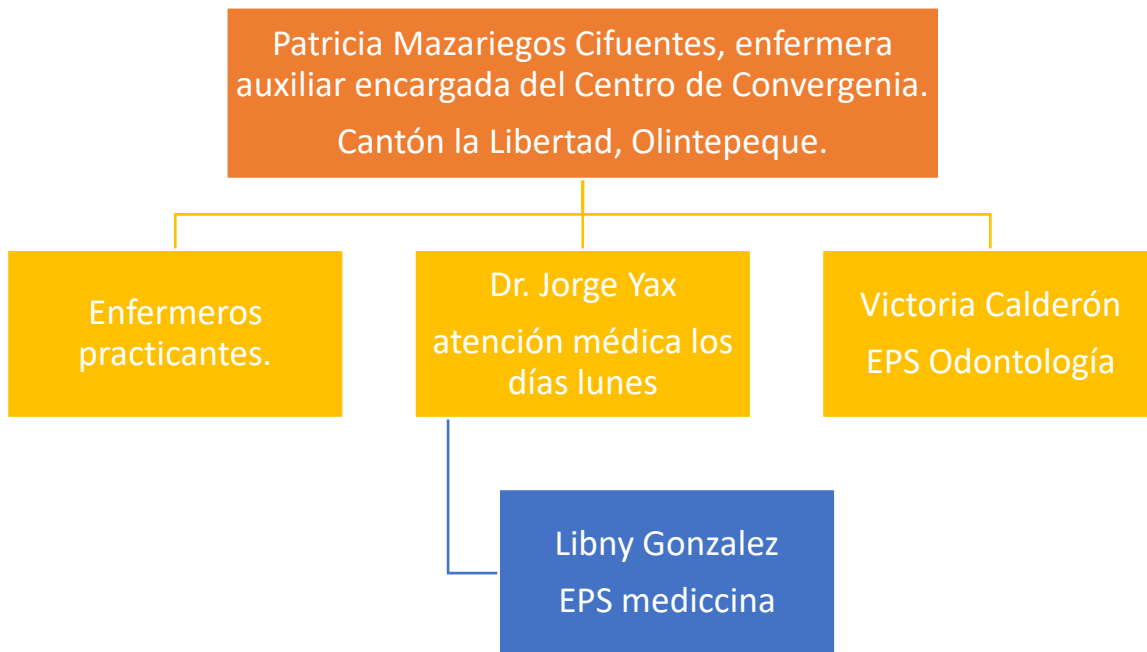 Patricia Mazariegos Cifuentes, enfermera
auxiliar encargada del Centro de Convergenia.
Cantón la Libertad, Olintepeque.
Enfermeros
practicantes.
Dr. Jorge Yax
atención médica los
días lunes
Victoria Calderón
EPS Odontología
Libny Gonzalez
EPS mediccina